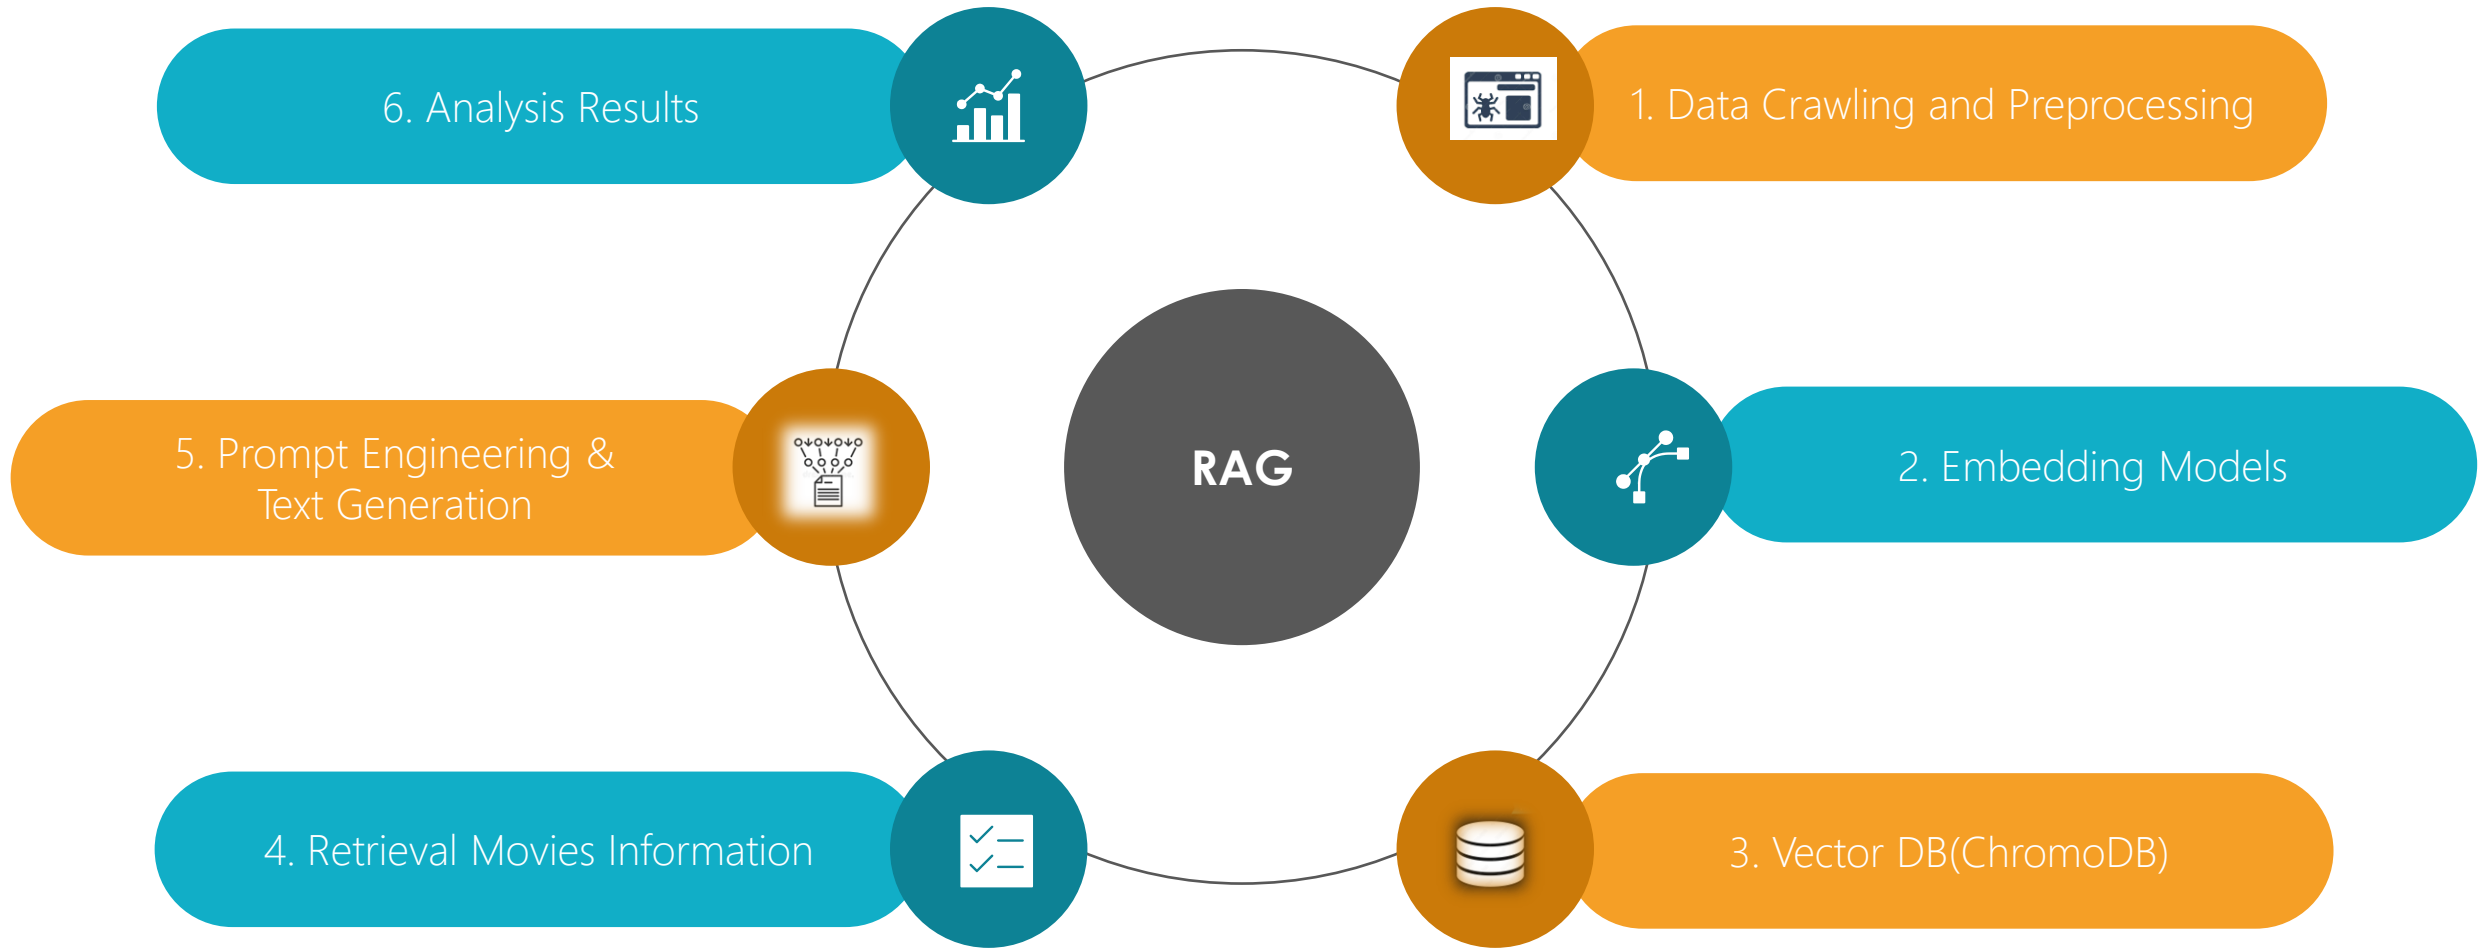 1. Data Crawling and Preprocessing
2. Embedding Models
3. Vector DB(ChromoDB)
4. Retrieval Movies Information
5. Prompt Engineering &
Text Generation
6. Analysis Results
RAG